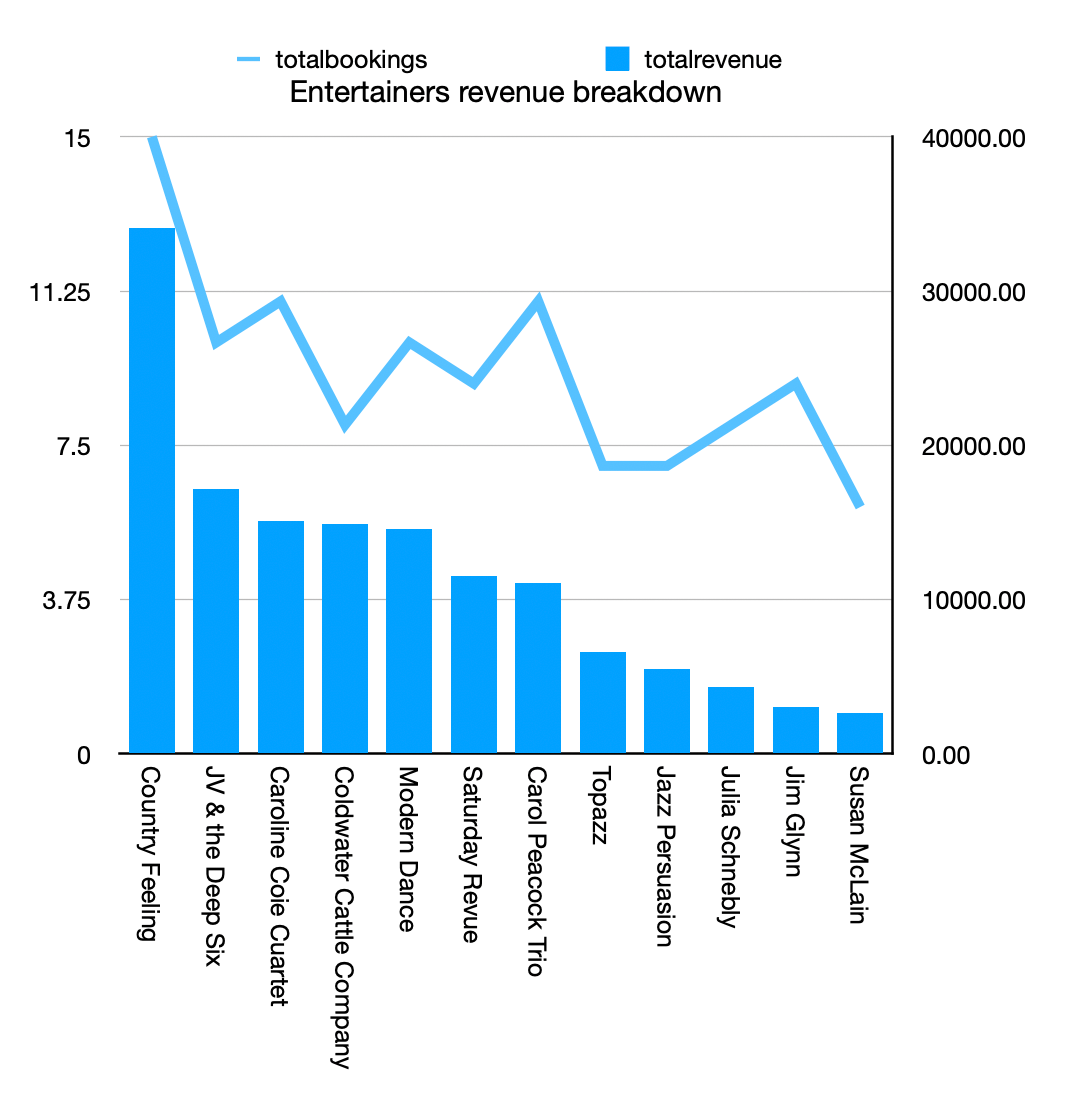 totalbookings
totalrevenue
Entertainers revenue breakdown
15
11.25
7.5
3.75
0
40000.00
30000.00
20000.00
10000.00
0.00
Country Feeling
JV & the Deep Six
Caroline Coie Cuartet
Coldwater Cattle Company
Modern Dance
Saturday Revue
Carol Peacock Trio
Topazz
Jazz Persuasion
Julia Schnebly
Jim Glynn
Susan McLain